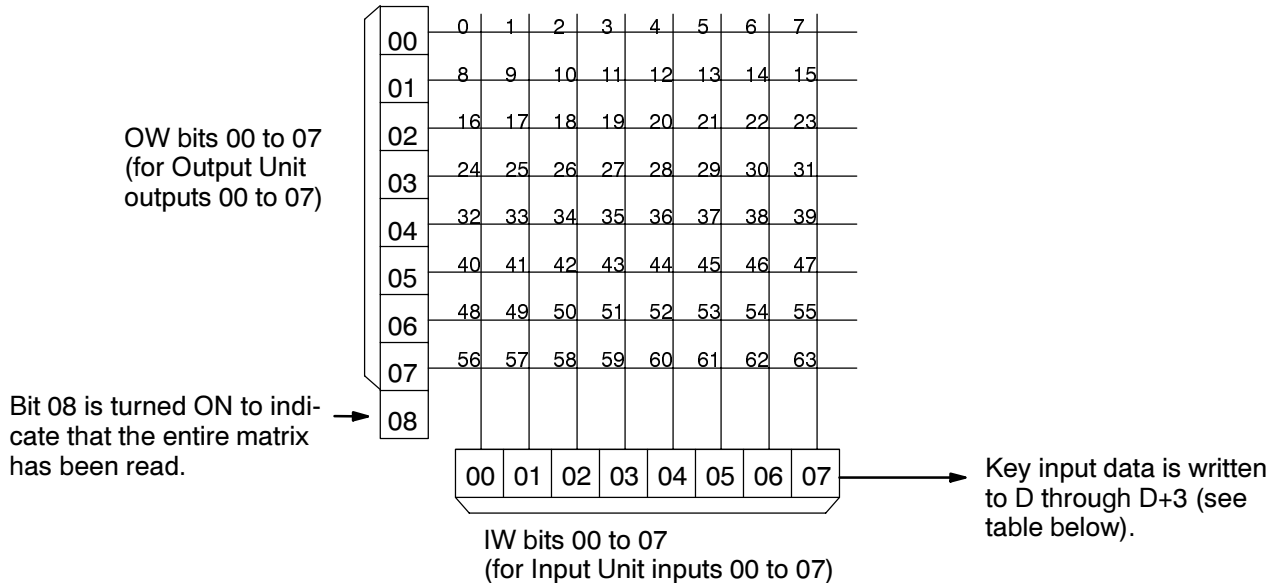 00 0 1 2 3 4 5 6 7
01 8 9 10 11 12 13 14 15
02 16 17 18 19 20 21 22 23
03 24 25 26 27 28 29 30 31
04 32 33 34 35 36 37 38 39
05 40 41 42 43 44 45 46 47
06 48 49 50 51 52 53 54 55
07 56 57 58 59 60 61 62 63
08
OW bits 00 to 07
(for Output Unit
outputs 00 to 07)
Bit 08 is turned ON to indi-
cate that the entire matrix
has been read.
00 01 02 03 04 05 06 07
Key input data is written
to D through D+3 (see
table below).
IW bits 00 to 07
(for Input Unit inputs 00 to 07)